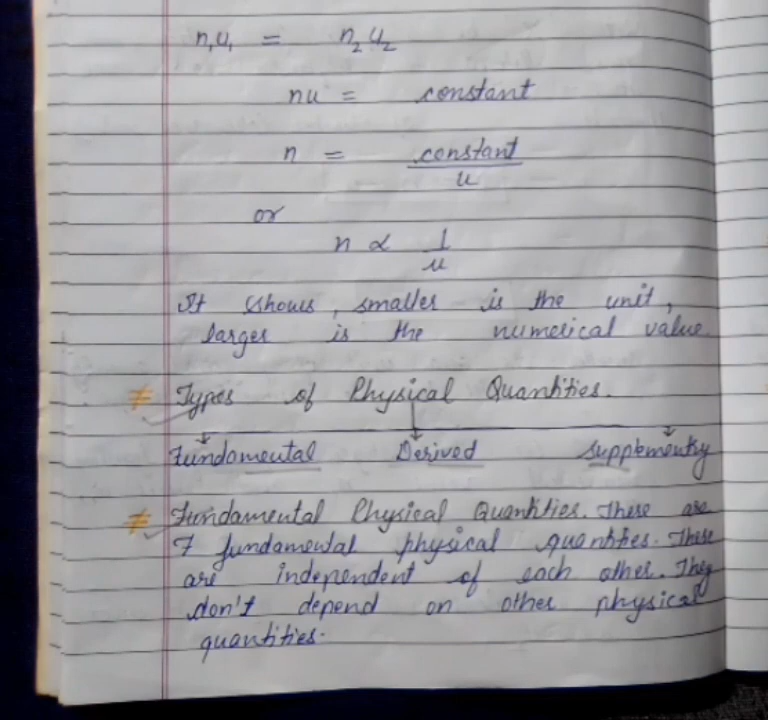 n₁u₁ = n₂u₂
nu = constant
n = constant/u
or
n ∝ 1/u
It shows, smaller is the unit,
larger is the numerical value.
Types of Physical Quantities.
Fundamental Derived Supplementry
Fundamental Physical Quantities. There are
7 fundamental physical quantities. These
are independent of each other. They
don't depend on other physical
quantities.